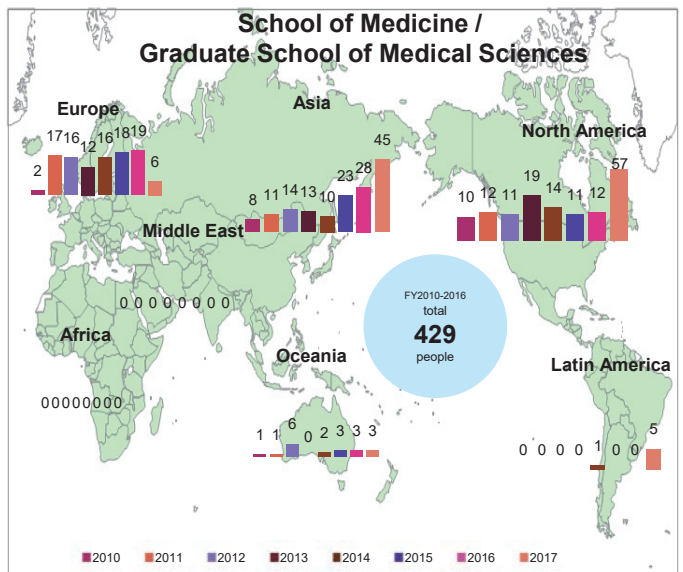 School of Medicine /
Graduate School of Medical Sciences
Europe
2 17 16 12 16 18 19 6
Asia
8 11 14 13 10 23 28 45
North America
10 12 11 19 14 11 12 57
Middle East
0 0 0 0 0 0 0 0
FY2010-2016
total
429
people
Africa
00000000
Oceania
1 1 6 0 2 3 3 3
Latin America
0 0 0 0 1 0 0 5
2010 2011 2012 2013 2014 2015 2016 2017